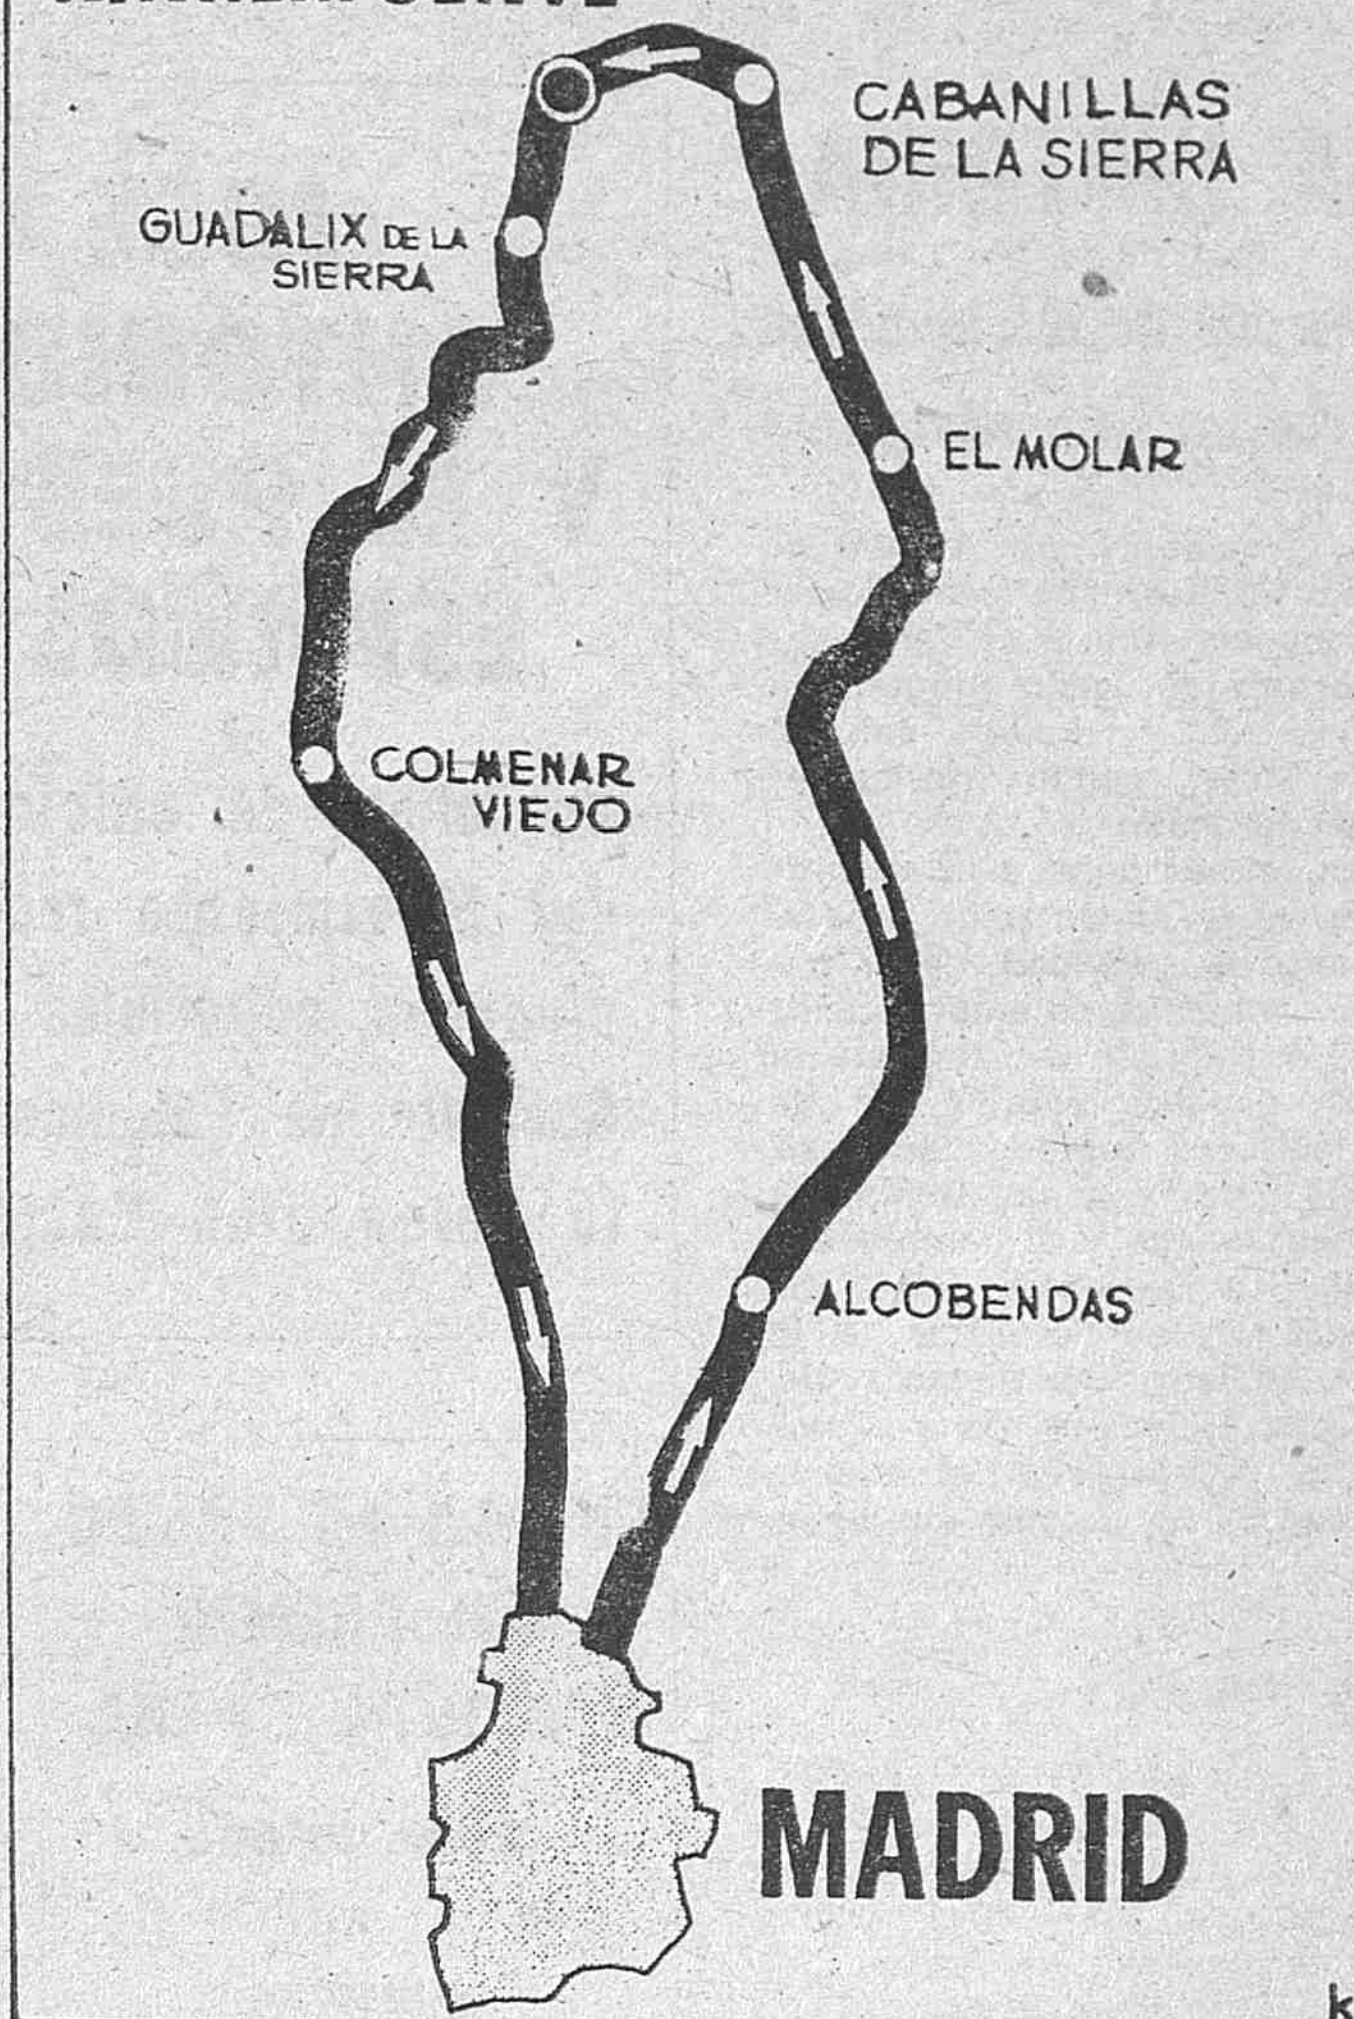 CABANILLAS
DE LA SIERRA
GUADALIX DE LA
SIERRA
EL MOLAR
COLMENAR
VIEJO
ALCOBENDAS
MADRID
k